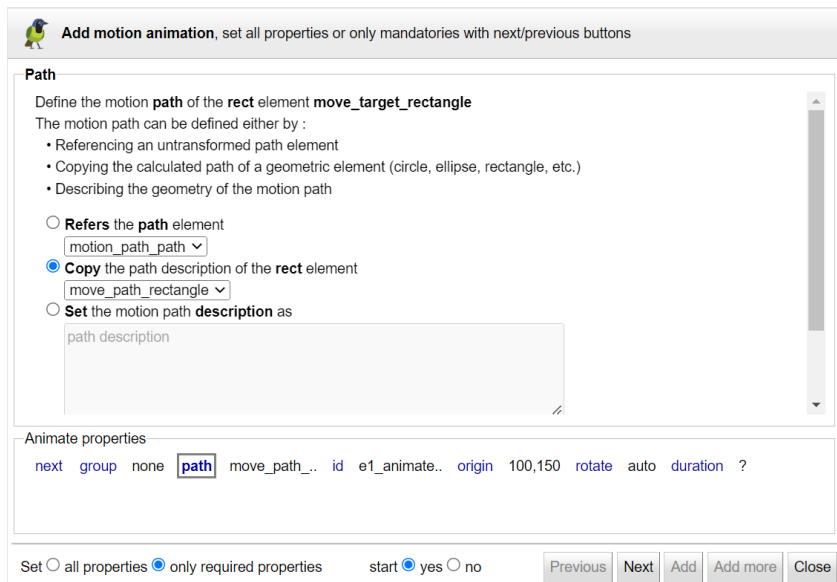 Add motion animation, set all properties or only mandatories with next/previous buttons
Path
Define the motion path of the rect element move_target_rectangle
The motion path can be defined either by :
• Referencing an untransformed path element
• Copying the calculated path of a geometric element (circle, ellipse, rectangle, etc.)
• Describing the geometry of the motion path
Refers the path element
motion_path_path
Copy the path description of the rect element
move_path_rectangle
Set the motion path description as
path description
Animate properties
next group none path move_path_.. id e1_animate.. origin 100,150 rotate auto duration ?
Set all properties only required properties start yes no Previous Next Add Add more Close